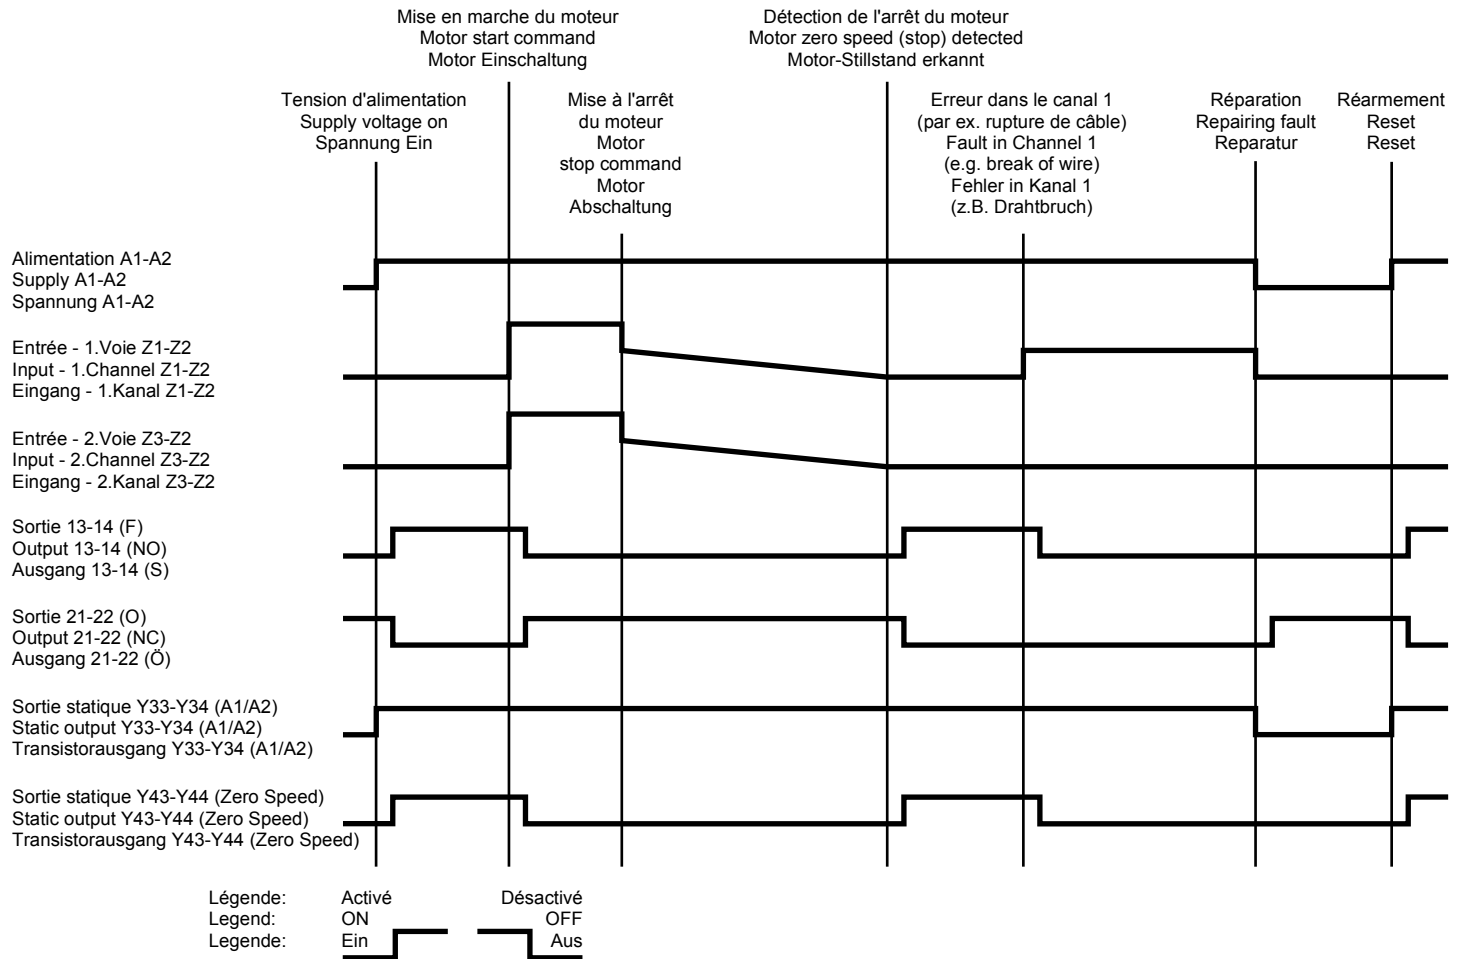 Mise en marche du moteur
Motor start command
Motor Einschaltung
Détection de l'arrêt du moteur
Motor zero speed (stop) detected
Motor-Stillstand erkannt
Tension d'alimentation
Supply voltage on
Spannung Ein
Mise à l'arrêt
du moteur
Motor
stop command
Motor
Abschaltung
Erreur dans le canal 1
(par ex. rupture de câble)
Fault in Channel 1
(e.g. break of wire)
Fehler in Kanal 1
(z.B. Drahtbruch)
Réparation
Repairing fault
Reparatur
Réarmement
Reset
Reset
Alimentation A1-A2
Supply A1-A2
Spannung A1-A2
Entrée - 1.Voie Z1-Z2
Input - 1.Channel Z1-Z2
Eingang - 1.Kanal Z1-Z2
Entrée - 2.Voie Z3-Z2
Input - 2.Channel Z3-Z2
Eingang - 2.Kanal Z3-Z2
Sortie 13-14 (F)
Output 13-14 (NO)
Ausgang 13-14 (S)
Sortie 21-22 (O)
Output 21-22 (NC)
Ausgang 21-22 (Ö)
Sortie statique Y33-Y34 (A1/A2)
Static output Y33-Y34 (A1/A2)
Transistorausgang Y33-Y34 (A1/A2)
Sortie statique Y43-Y44 (Zero Speed)
Static output Y43-Y44 (Zero Speed)
Transistorausgang Y43-Y44 (Zero Speed)
Légende: Activé Désactivé
Legend: ON OFF
Legende: Ein Aus